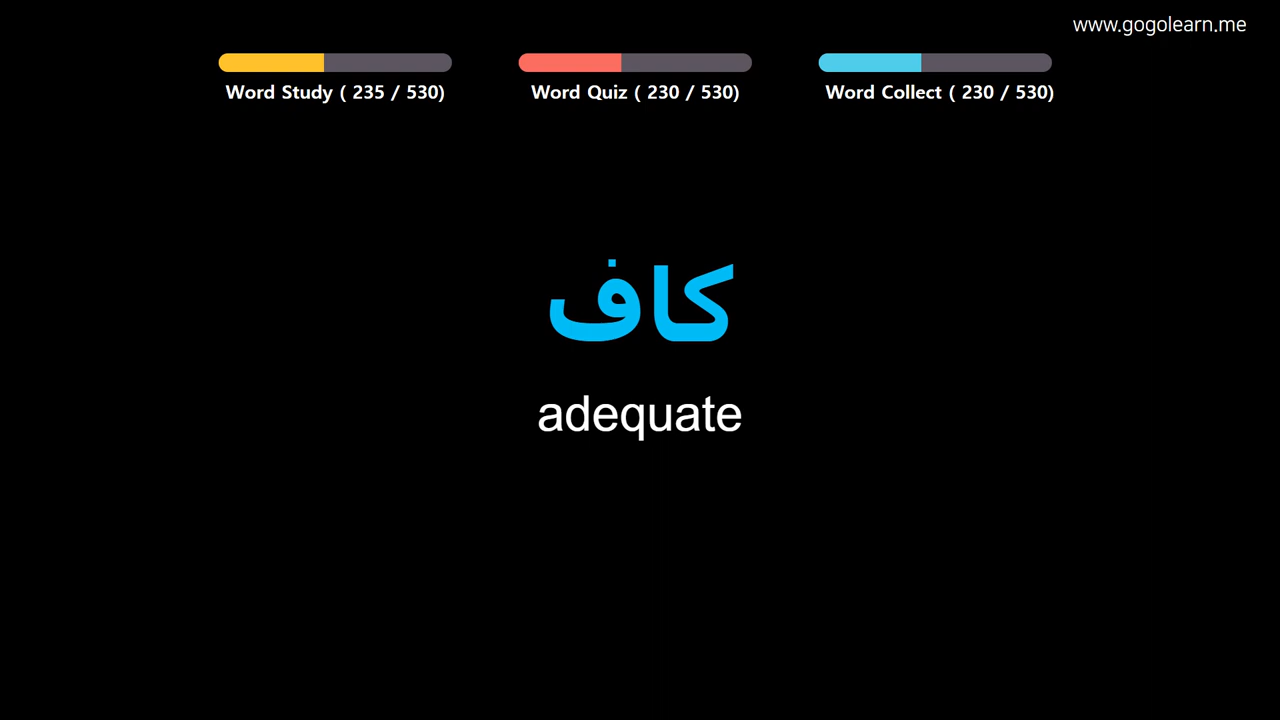 www.gogolearn.me
Word Study ( 235 / 530)
Word Quiz ( 230 / 530)
Word Collect ( 230 / 530)
كاف
adequate